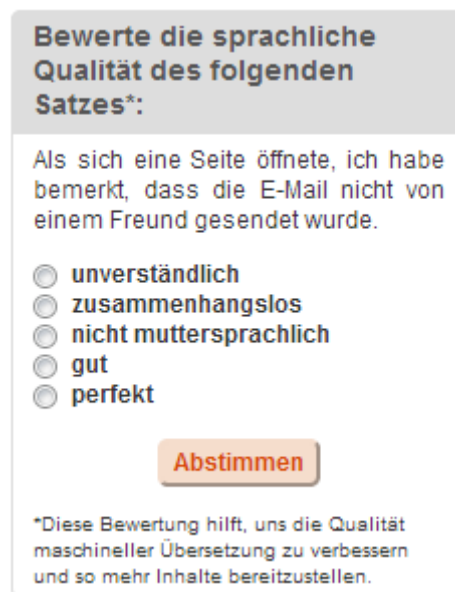 Bewerte die sprachliche
Qualität des folgenden
Satzes*:
Als sich eine Seite öffnete, ich habe
bemerkt, dass die E-Mail nicht von
einem Freund gesendet wurde.
unverständlich
zusammenhangslos
nicht muttersprachlich
gut
perfekt
Abstimmen
*Diese Bewertung hilft, uns die Qualität
maschineller Übersetzung zu verbessern
und so mehr Inhalte bereitzustellen.